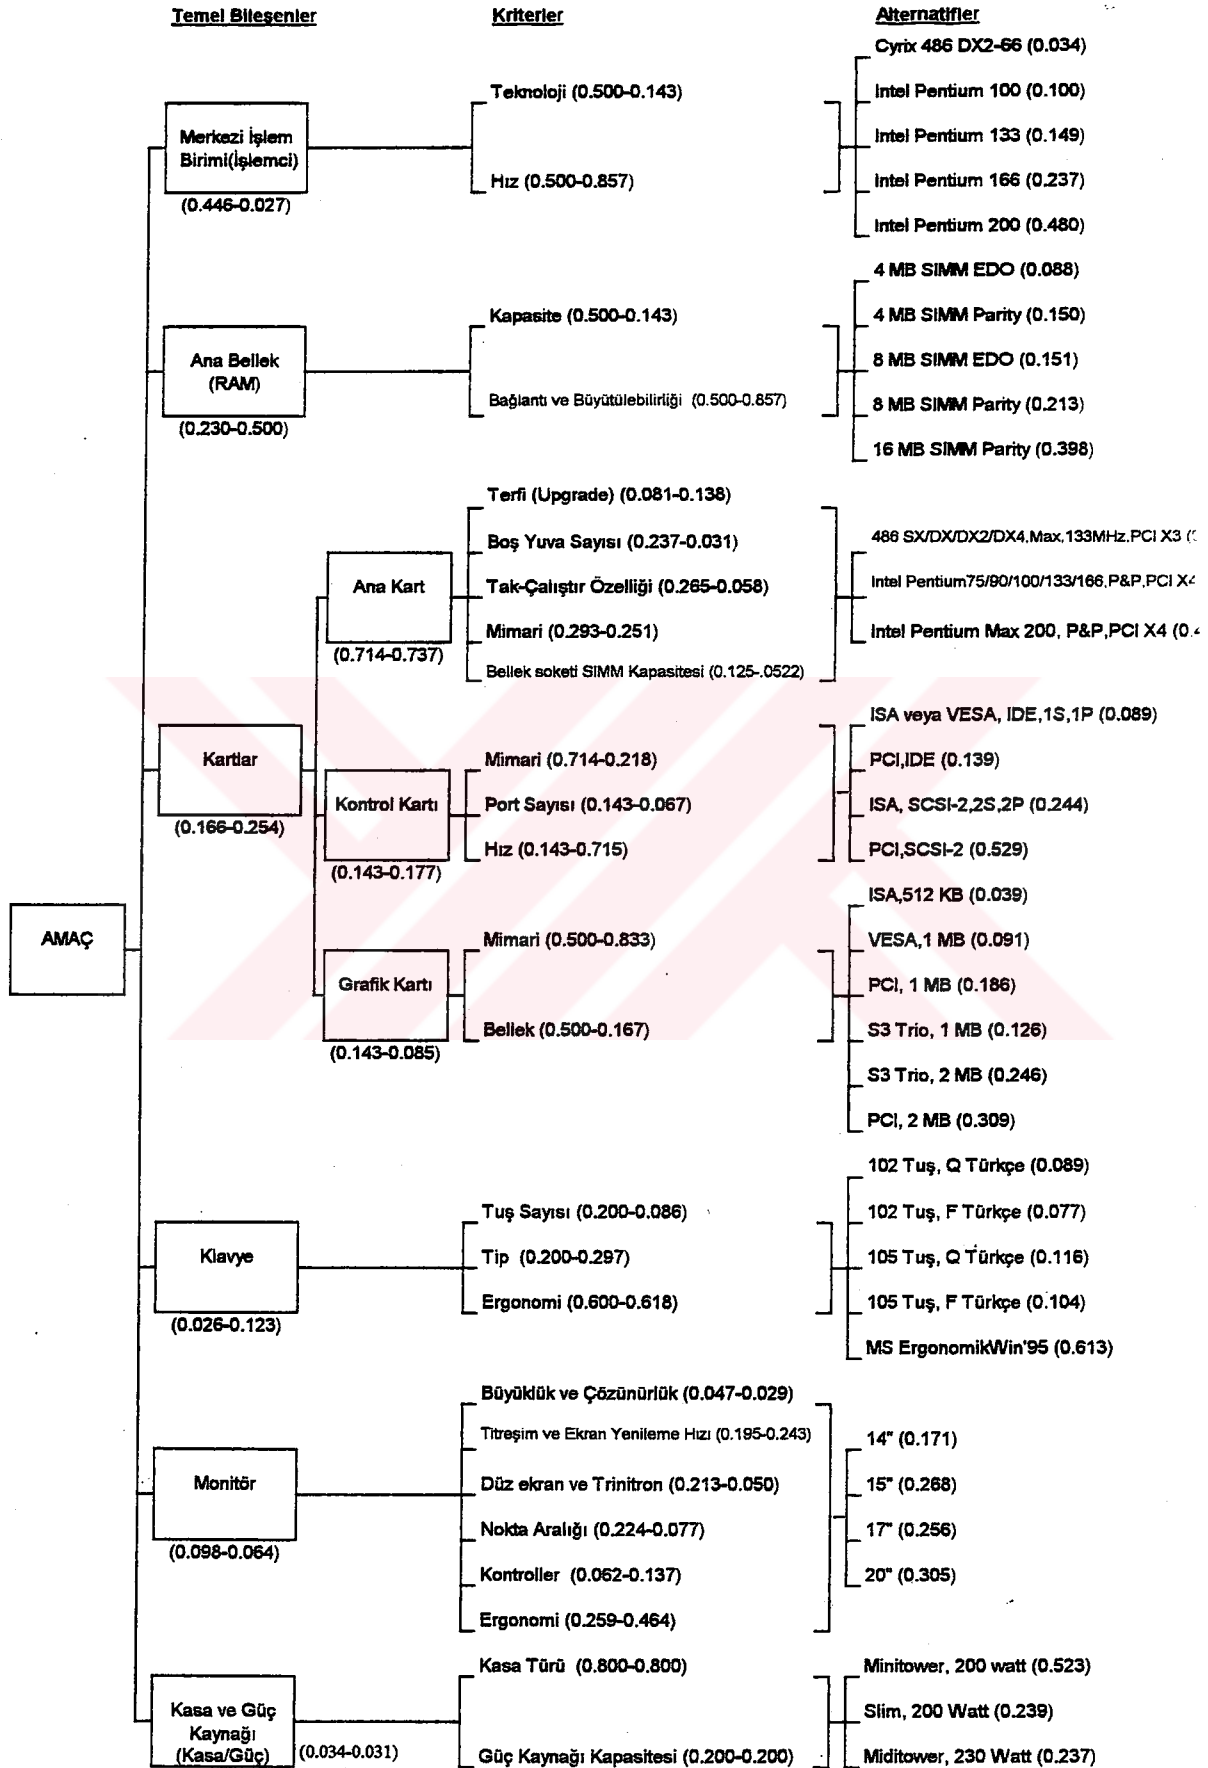 Temel Bileşenler
Kriterler
Alternatifler
Merkezi İşlem
Birimi(İşlemci)
(0.446-0.027)
Teknoloji (0.500-0.143)
Hız (0.500-0.857)
Cyrix 486 DX2-66 (0.034)
Intel Pentium 100 (0.100)
Intel Pentium 133 (0.149)
Intel Pentium 166 (0.237)
Intel Pentium 200 (0.480)
Ana Bellek
(RAM)
(0.230-0.500)
Kapasite (0.500-0.143)
Bağlantı ve Büyütülebilirliği (0.500-0.857)
4 MB SIMM EDO (0.088)
4 MB SIMM Parity (0.150)
8 MB SIMM EDO (0.151)
8 MB SIMM Parity (0.213)
16 MB SIMM Parity (0.398)
Kartlar
(0.166-0.254)
Ana Kart
(0.714-0.737)
Terfi (Upgrade) (0.081-0.138)
Boş Yuva Sayısı (0.237-0.031)
Tak-Çalıştır Özelliği (0.265-0.058)
Mimari (0.293-0.251)
Bellek soketi SIMM Kapasitesi (0.125-.0522)
486 SX/DX/DX2/DX4,Max,133MHz.PCI X3
Intel Pentium75/90/100/133/166,P&P,PCI X4
Intel Pentium Max 200, P&P,PCI X4
Kontrol Kartı
(0.143-0.177)
Mimari (0.714-0.218)
Port Sayısı (0.143-0.067)
Hız (0.143-0.715)
ISA veya VESA, IDE,1S,1P (0.089)
PCI,IDE (0.139)
ISA, SCSI-2,2S,2P (0.244)
PCI,SCSI-2 (0.529)
Grafik Kartı
(0.143-0.085)
Mimari (0.500-0.833)
Bellek (0.500-0.167)
ISA,512 KB (0.039)
VESA,1 MB (0.091)
PCI, 1 MB (0.186)
S3 Trio, 1 MB (0.126)
S3 Trio, 2 MB (0.246)
PCI, 2 MB (0.309)
AMAÇ
Klavye
(0.026-0.123)
Tuş Sayısı (0.200-0.086)
Tip (0.200-0.297)
Ergonomi (0.600-0.618)
102 Tuş, Q Türkçe (0.089)
102 Tuş, F Türkçe (0.077)
105 Tuş, Q Türkçe (0.116)
105 Tuş, F Türkçe (0.104)
MS ErgonomikWin'95 (0.613)
Monitör
(0.098-0.064)
Büyüklük ve Çözünürlük (0.047-0.029)
Titreşim ve Ekran Yenileme Hızı (0.195-0.243)
Düz ekran ve Trinitron (0.213-0.050)
Nokta Aralığı (0.224-0.077)
Kontroller (0.062-0.137)
Ergonomi (0.259-0.464)
14" (0.171)
15" (0.268)
17" (0.256)
20" (0.305)
Kasa ve Güç
Kaynağı
(Kasa/Güç)
(0.034-0.031)
Kasa Türü (0.800-0.800)
Güç Kaynağı Kapasitesi (0.200-0.200)
Minitower, 200 watt (0.523)
Slim, 200 Watt (0.239)
Miditower, 230 Watt (0.237)